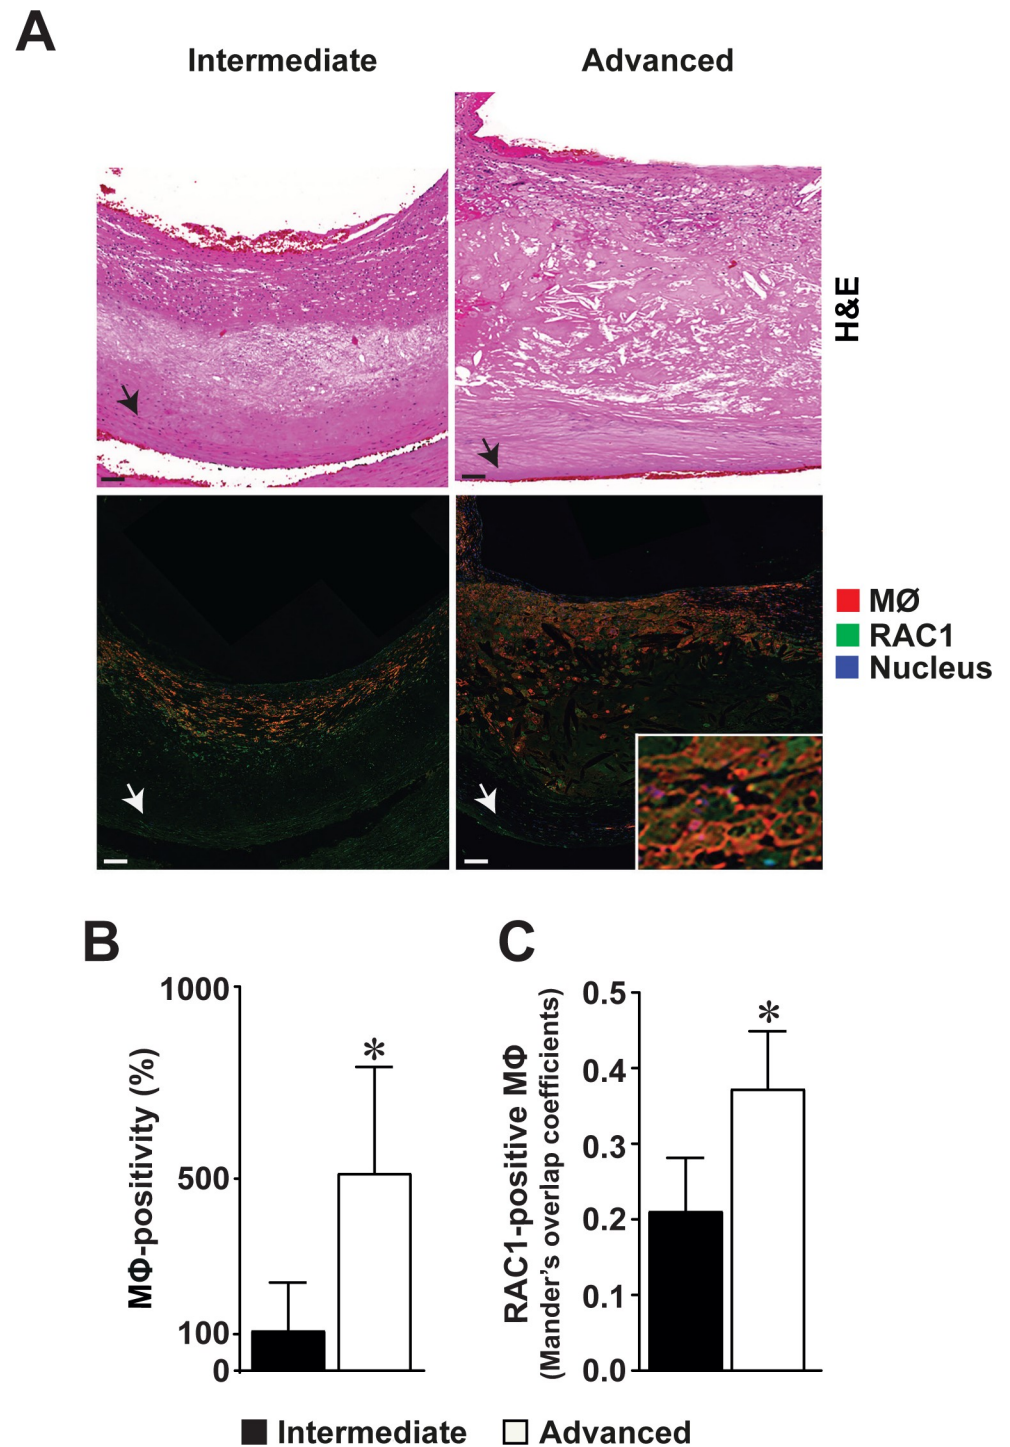 A
Intermediate
Advanced
H&E
MØ
RAC1
Nucleus
B
MΦ-positivity (%)
1000
500
100
0
*
C
RAC1-positive MΦ
(Mander's overlap coefficients)
0.5
0.4
0.3
0.2
0.1
0.0
*
Intermediate
Advanced